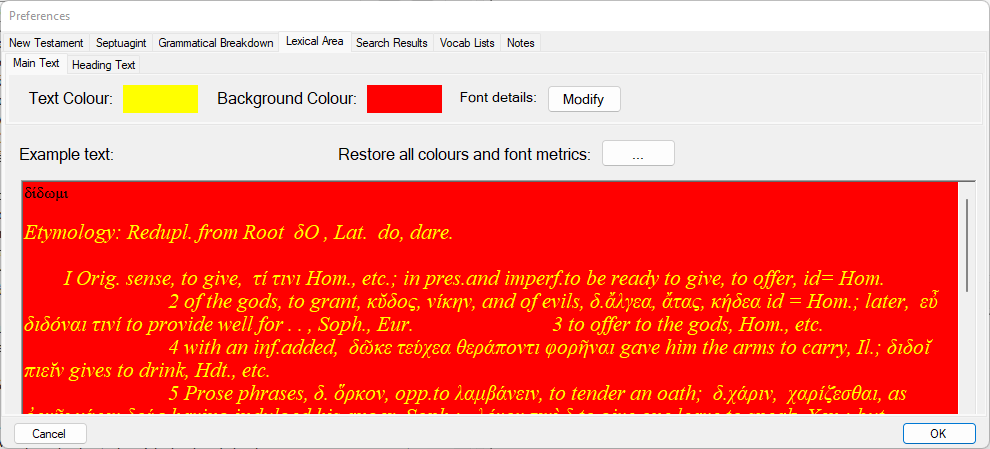 Preferences
New Testament Septuagint Grammatical Breakdown Lexical Area Search Results Vocab Lists Notes
Main Text Heading Text
Text Colour: Background Colour: Font details: Modify
Example text: Restore all colours and font metrics: ...
δίδωμι
Etymology: Redupl. from Root δΟ , Lat. do, dare.
I Orig. sense, to give, τί τινι Hom., etc.; in pres.and imperf.to be ready to give, to offer, id= Hom.
2 of the gods, to grant, κῦδος, νίκην, and of evils, δ.ἄλγεα, ἄτας, κήδεα id = Hom.; later, εὖ
διδόναι τινί to provide well for . . , Soph., Eur. 3 to offer to the gods, Hom., etc.
4 with an inf.added, δῶκε τεύχεα θεράποντι φορῆναι gave him the arms to carry, Il.; διδοῖ
πιεῖν gives to drink, Hdt., etc.
5 Prose phrases, δ. ὅρκον, opp.to λαμβάνειν, to tender an oath; δ.χάριν, χαρίζεσθαι, as
Cancel OK